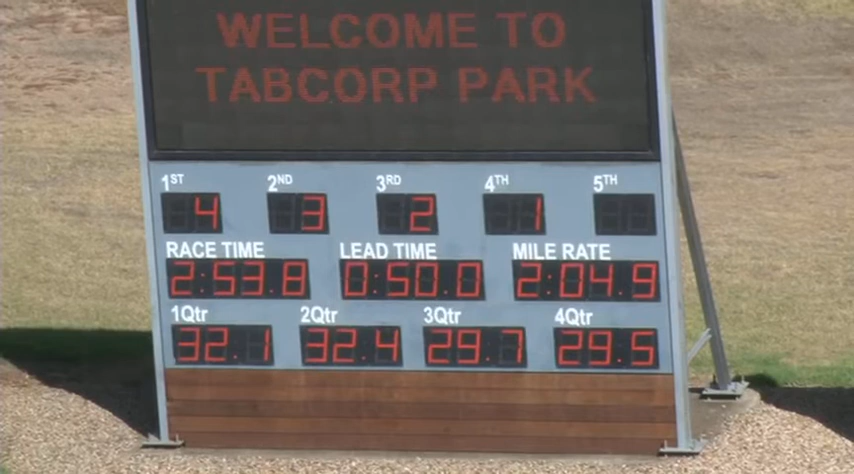 WELCOME TO
TABCORP PARK
1ST 2ND 3RD 4TH 5TH
4 3 2 1
RACE TIME LEAD TIME MILE RATE
2:53.8 0:50.0 2:04.9
1Qtr 2Qtr 3Qtr 4Qtr
32.1 32.4 29.7 29.5